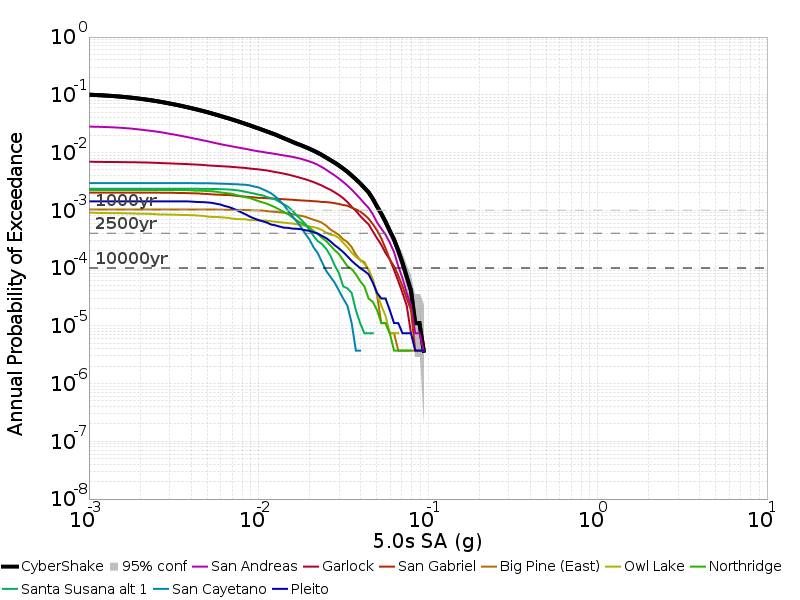 10^0
10^-1
10^-2
10^-3
10^-4
10^-5
10^-6
10^-7
10^-8
Annual Probability of Exceedance
1000yr
2500yr
10000yr
10^-3 10^-2 10^-1 10^0 10^1
5.0s SA (g)
CyberShake 95% conf San Andreas Garlock San Gabriel Big Pine (East) Owl Lake Northridge
Santa Susana alt 1 San Cayetano Pleito